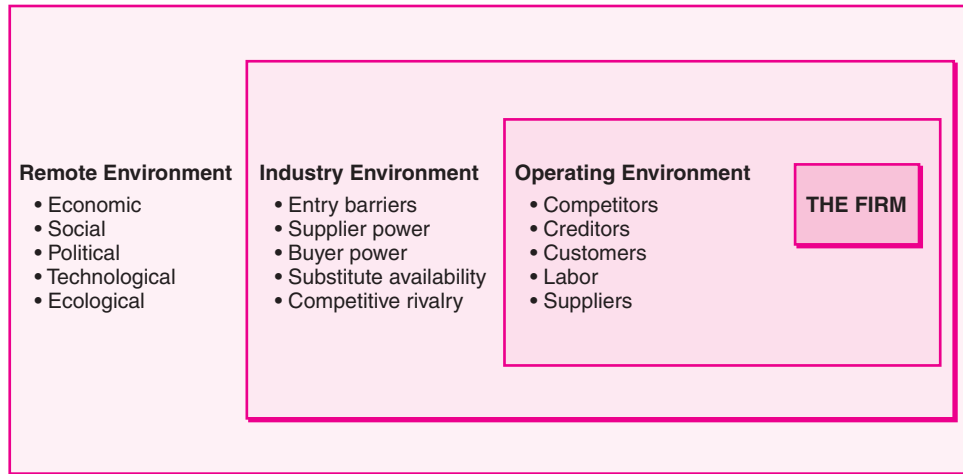 Remote Environment
• Economic
• Social
• Political
• Technological
• Ecological
Industry Environment
• Entry barriers
• Supplier power
• Buyer power
• Substitute availability
• Competitive rivalry
Operating Environment
• Competitors
• Creditors
• Customers
• Labor
• Suppliers
THE FIRM